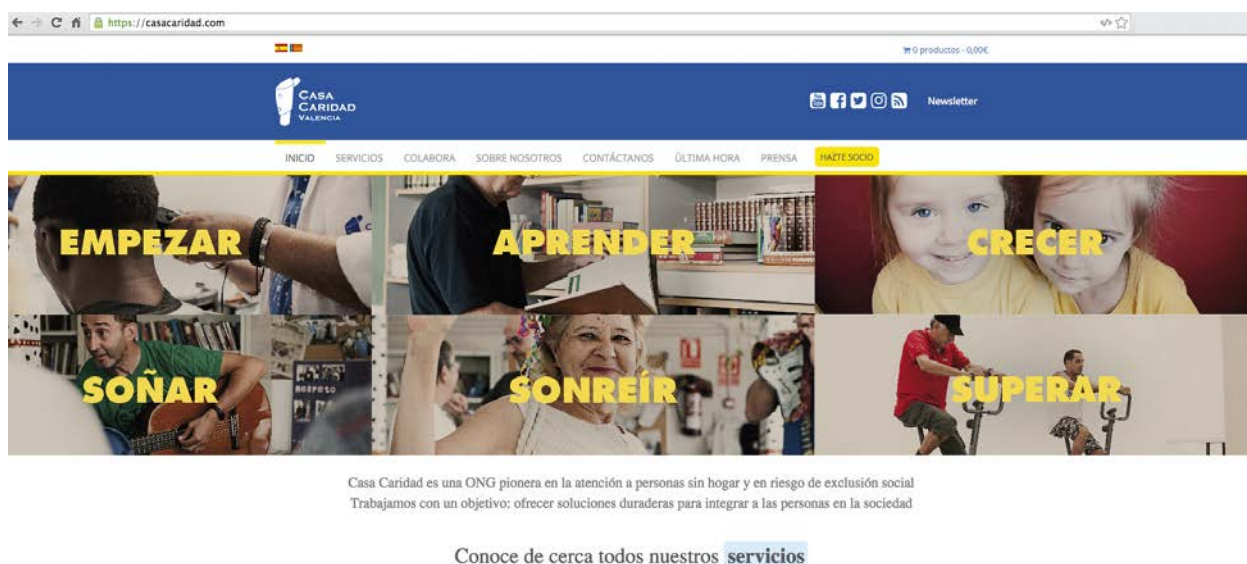 https://casacaridad.com
0 productos - 0,00€
CASA
CARIDAD
VALENCIA
Newsletter
INICIO SERVICIOS COLABORA SOBRE NOSOTROS CONTÁCTANOS ÚLTIMA HORA PRENSA HAZTE SOCIO
EMPEZAR APRENDER CRECER
RESPETO
SOÑAR SONREÍR SUPERAR
Casa Caridad es una ONG pionera en la atención a personas sin hogar y en riesgo de exclusión social
Trabajamos con un objetivo: ofrecer soluciones duraderas para integrar a las personas en la sociedad
Conoce de cerca todos nuestros servicios